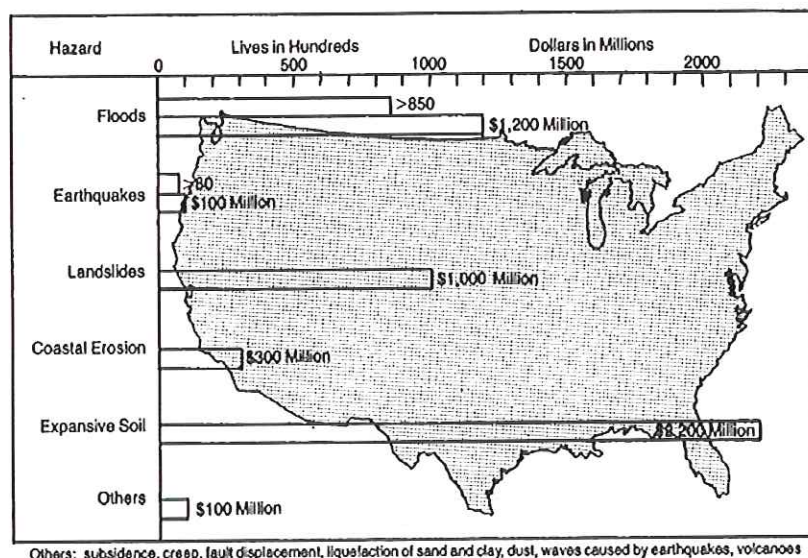 Hazard Lives in Hundreds Dollars in Millions
0 500 1000 1500 2000
Floods
>850
$1,200 Million
Earthquakes
>80
$100 Million
Landslides
$1,000 Million
Coastal Erosion
$300 Million
Expansive Soil
$2,200 Million
Others
$100 Million
Others: subsidence, creep, fault displacement, liquefaction of sand and clay, dust, waves caused by earthquakes, volcanoes